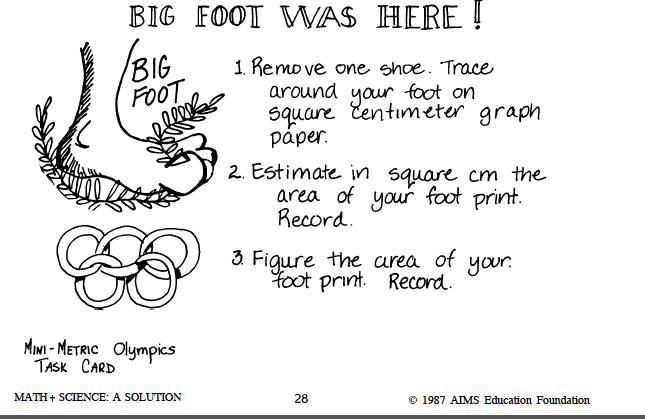 BIG FOOT WAS HERE!
BIG
FOOT
1. Remove one shoe. Trace
around your foot on
square centimeter graph
paper.
2. Estimate in square cm the
area of your foot print.
Record.
3. Figure the area of your
foot print. Record.
MINI-METRIC Olympics
TASK CARD
MATH + SCIENCE: A SOLUTION
28
© 1987 AIMS Education Foundation